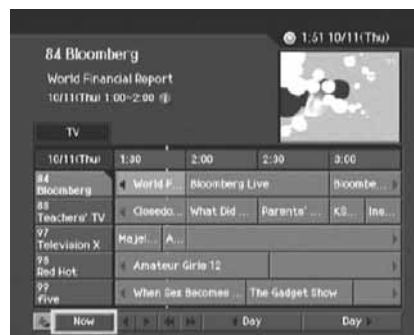 1:51 10/11(Thu)
84 Bloomberg
World Financial Report
10/11(Thu) 1:00~2:00
TV
10/11(Thu) 1:30 2:00 2:30 3:00
84 Bloomberg World F... Bloomberg Live Bloombe...
88 Teachers' TV Closedo... What Did ... Parents' ... KS... Ine...
97 Television X Majel... A...
98 Red Hot Amateur Girls 12
99 five When Sex Becomes ... The Gadget Show
Now Day Day